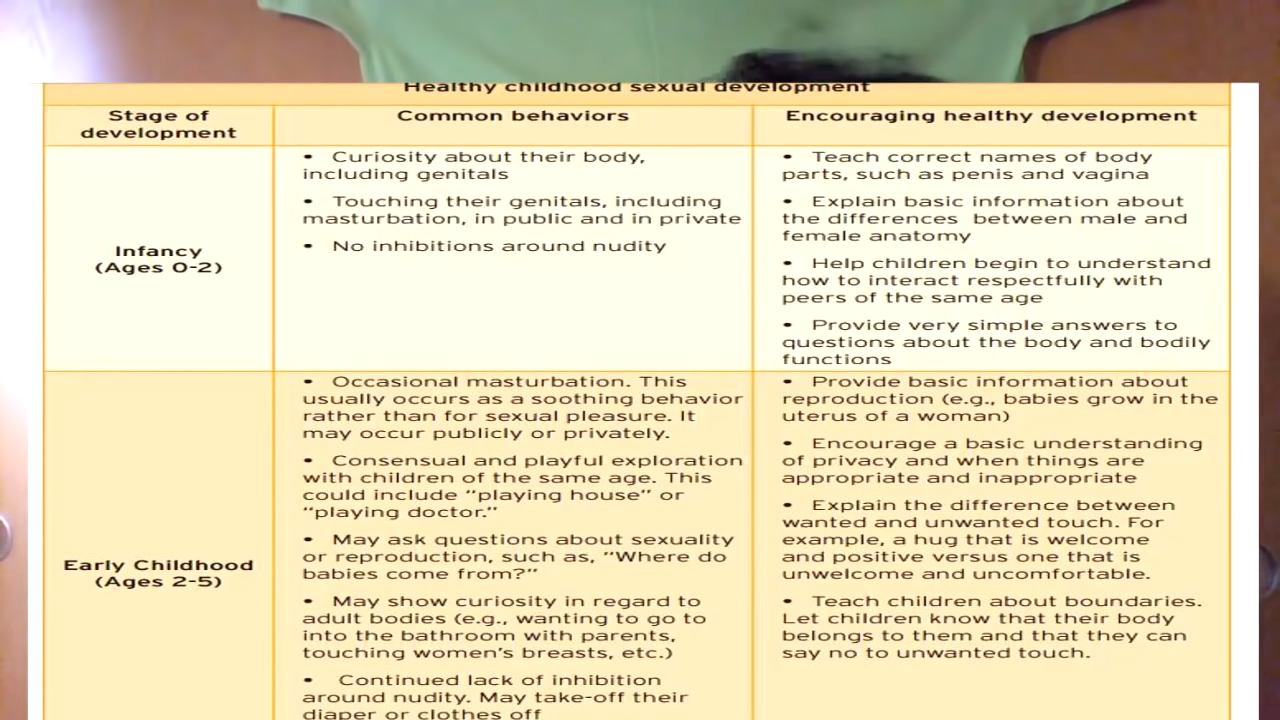 Healthy childhood sexual development
Stage of
development
Common behaviors
Encouraging healthy development
Infancy
(Ages 0-2)
• Curiosity about their body,
including genitals
• Touching their genitals, including
masturbation, in public and in private
• No inhibitions around nudity
• Teach correct names of body
parts, such as penis and vagina
• Explain basic information about
the differences between male and
female anatomy
• Help children begin to understand
how to interact respectfully with
peers of the same age
• Provide very simple answers to
questions about the body and bodily
functions
Early Childhood
(Ages 2-5)
• Occasional masturbation. This
usually occurs as a soothing behavior
rather than for sexual pleasure. It
may occur publicly or privately.
• Consensual and playful exploration
with children of the same age. This
could include “playing house” or
“playing doctor.”
• May ask questions about sexuality
or reproduction, such as, “Where do
babies come from?”
• May show curiosity in regard to
adult bodies (e.g., wanting to go to
into the bathroom with parents,
touching women’s breasts, etc.)
• Continued lack of inhibition
around nudity. May take-off their
diaper or clothes off
• Provide basic information about
reproduction (e.g., babies grow in the
uterus of a woman)
• Encourage a basic understanding
of privacy and when things are
appropriate and inappropriate
• Explain the difference between
wanted and unwanted touch. For
example, a hug that is welcome
and positive versus one that is
unwelcome and uncomfortable.
• Teach children about boundaries.
Let children know that their body
belongs to them and that they can
say no to unwanted touch.